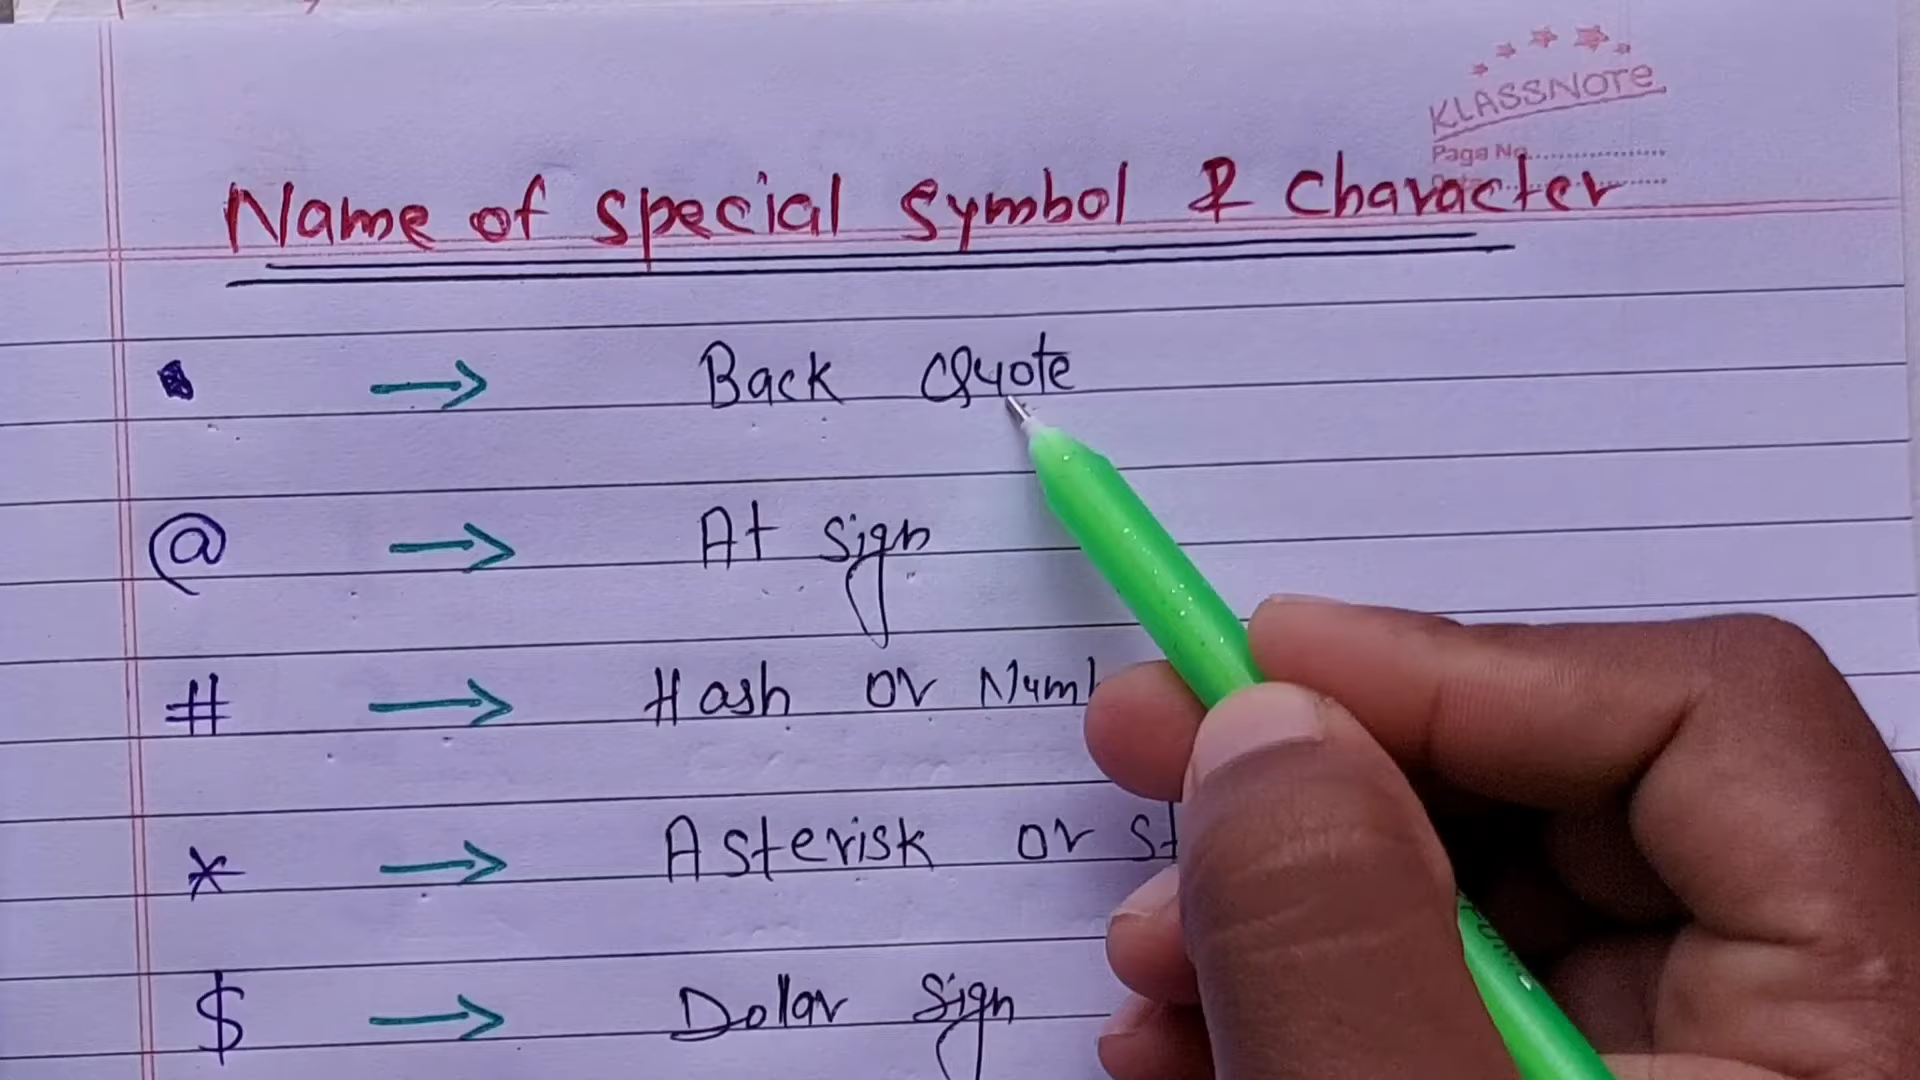 KLASSNOTE
Page No.
Name of special symbol & character
→ Back Quote
@ → At sign
# → Hash or
* → Asterisk or
$ → Dollar sign